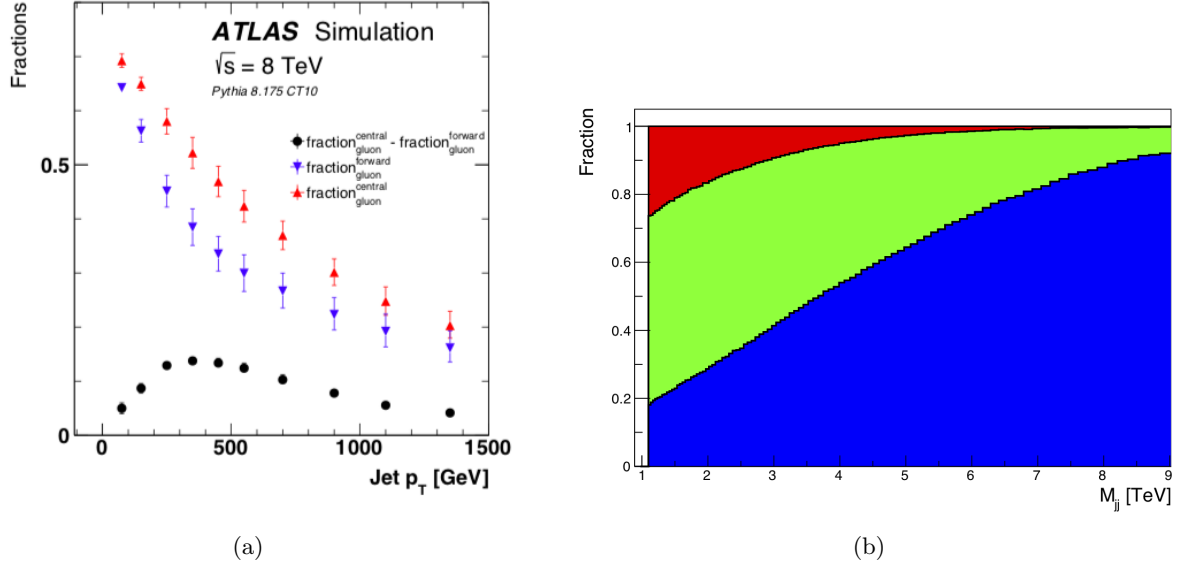 Fractions
ATLAS Simulation
√s = 8 TeV
Pythia 8.175 CT10
fraction^central_gluon - fraction^forward_gluon
fraction^forward_gluon
fraction^central_gluon
0.5
0
0 500 1000 1500
Jet p_T [GeV]
(a)
Fraction
1
0.8
0.6
0.4
0.2
0
1 2 3 4 5 6 7 8 9
M_jj [TeV]
(b)